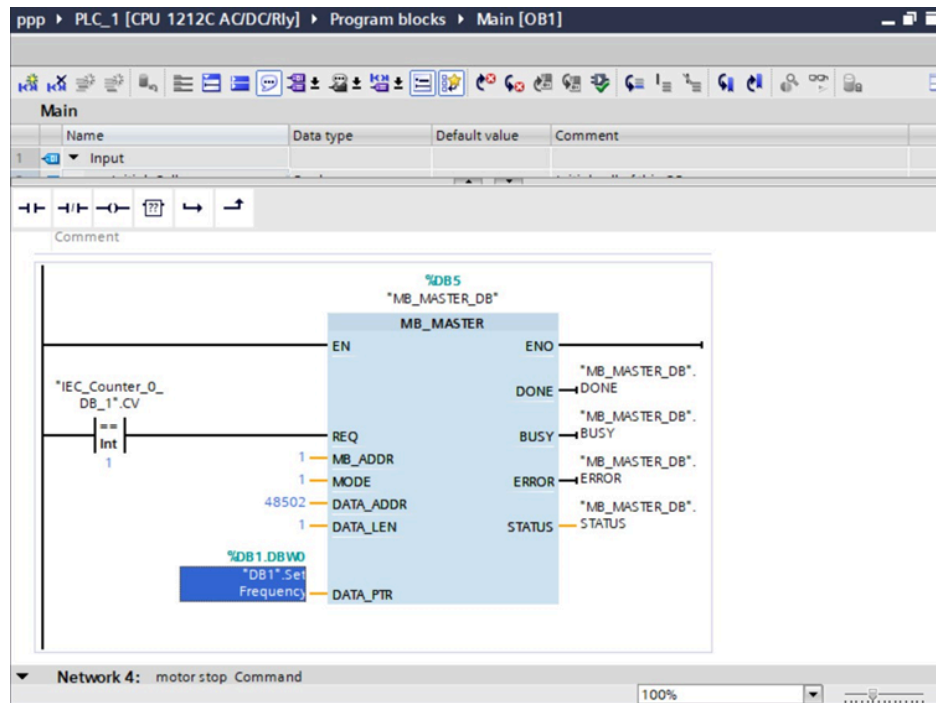 ppp ▸ PLC_1 [CPU 1212C AC/DC/Rly] ▸ Program blocks ▸ Main [OB1]
Main
Name Data type Default value Comment
1 Input
Comment
%DB5
"MB_MASTER_DB"
MB_MASTER
EN ENO
"MB_MASTER_DB".
DONE DONE
"IEC_Counter_0_
DB_1".CV
==
Int
1
"MB_MASTER_DB".
REQ BUSY BUSY
1 MB_ADDR
"MB_MASTER_DB".
1 MODE ERROR ERROR
48502 DATA_ADDR
"MB_MASTER_DB".
1 DATA_LEN STATUS STATUS
%DB1.DBW0
"DB1".Set
Frequency DATA_PTR
Network 4: motor stop Command
100%